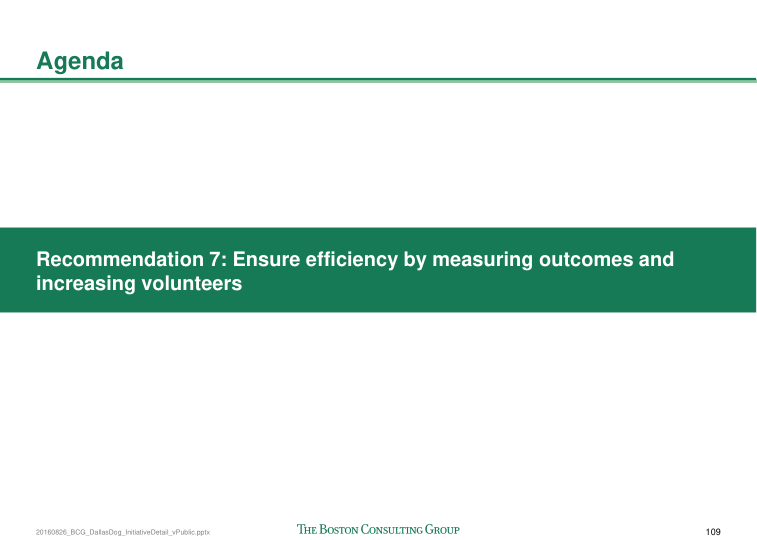 Agenda
Recommendation 7: Ensure efficiency by measuring outcomes and
increasing volunteers
20160826_BCG_DallasDog_InitiativeDetail_vPublic.pptx
THE BOSTON CONSULTING GROUP
109